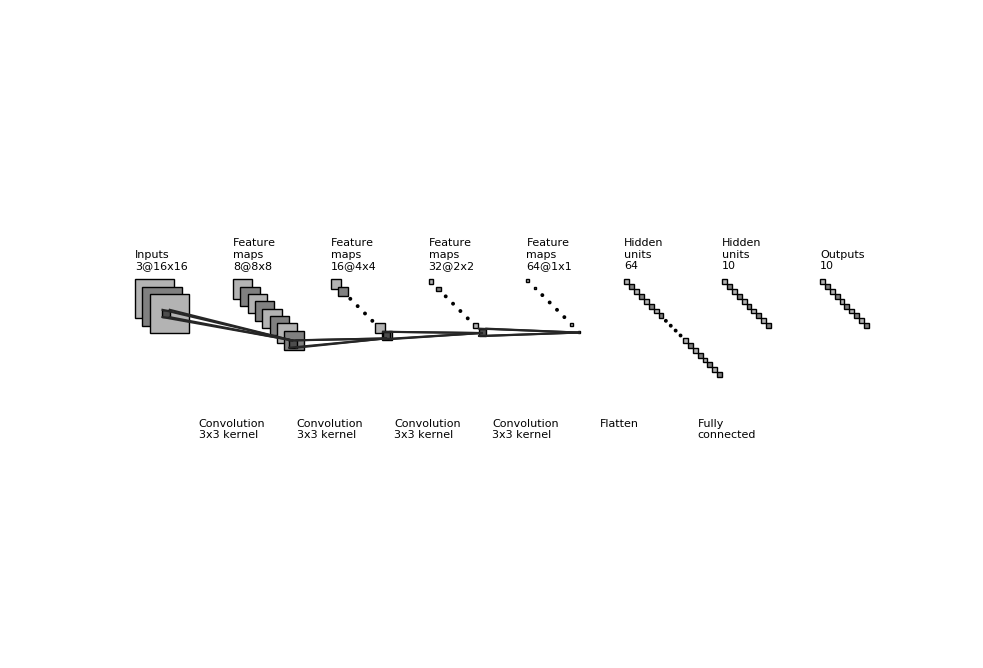 Inputs
3@16x16
Feature
maps
8@8x8
Feature
maps
16@4x4
Feature
maps
32@2x2
Feature
maps
64@1x1
Hidden
units
64
Hidden
units
10
Outputs
10
Convolution
3x3 kernel
Convolution
3x3 kernel
Convolution
3x3 kernel
Convolution
3x3 kernel
Flatten
Fully
connected